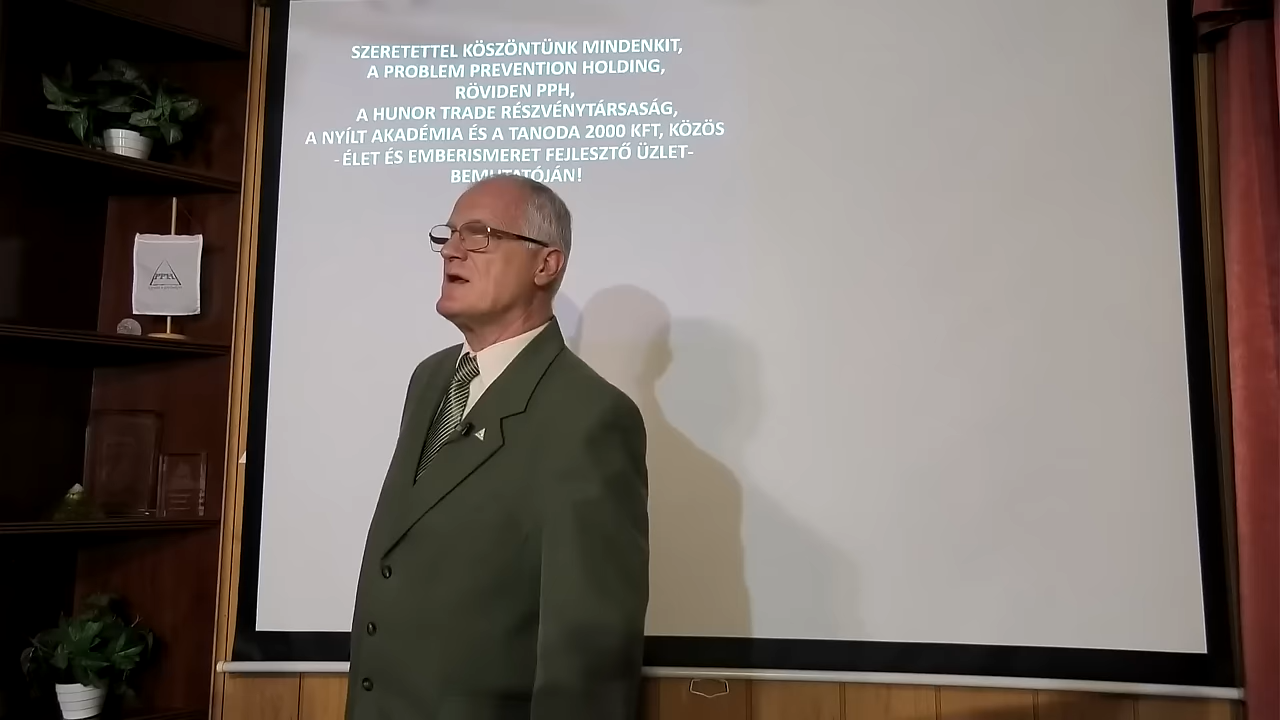 SZERETETTEL KÖSZÖNTÜNK MINDENKIT,
A PROBLEM PREVENTION HOLDING,
RÖVIDEN PPH,
A HUNOR TRADE RÉSZVÉNYTÁRSASÁG,
A NYÍLT AKADÉMIA ÉS A TANODA 2000 KFT, KÖZÖS
- ÉLET ÉS EMBERISMERET FEJLESZTŐ ÜZLET-
BEMUTATÓJÁN!
PPH